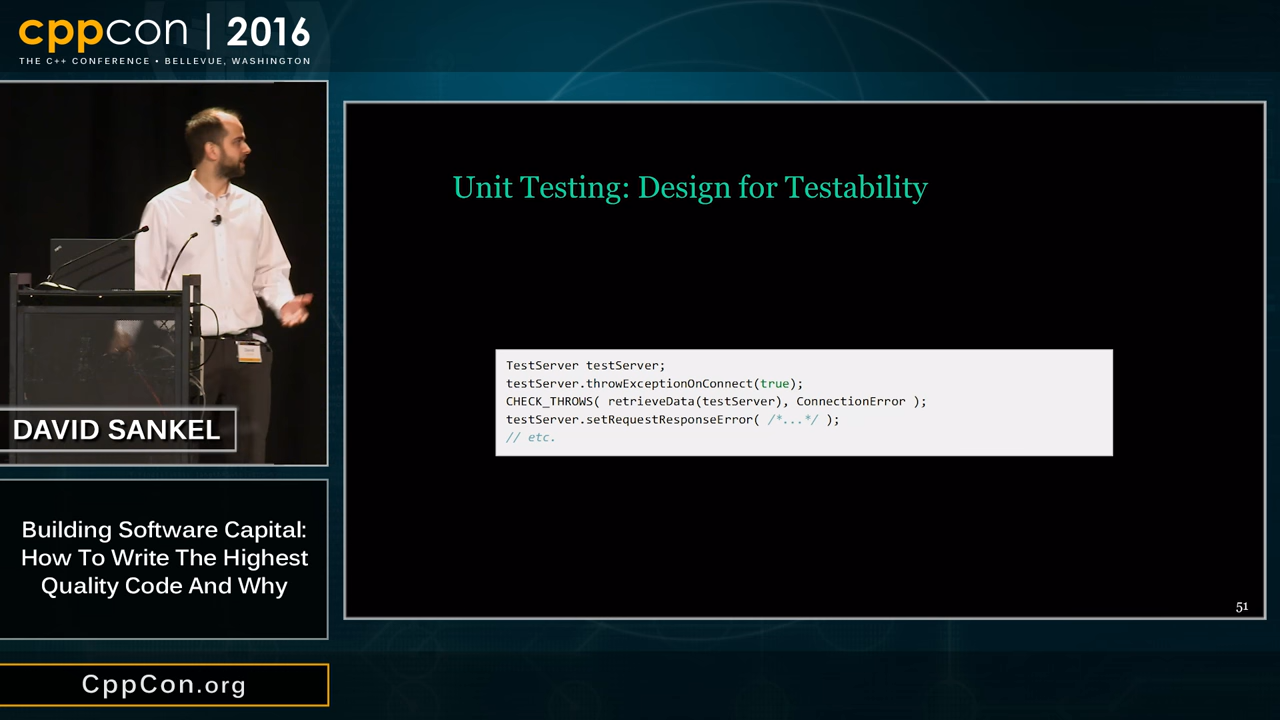 cppcon | 2016
THE C++ CONFERENCE • BELLEVUE, WASHINGTON
DAVID SANKEL
Building Software Capital:
How To Write The Highest
Quality Code And Why
CppCon.org
Unit Testing: Design for Testability
TestServer testServer;
testServer.throwExceptionOnConnect(true);
CHECK_THROWS( retrieveData(testServer), ConnectionError );
testServer.setRequestResponseError( /*...*/ );
// etc.
51